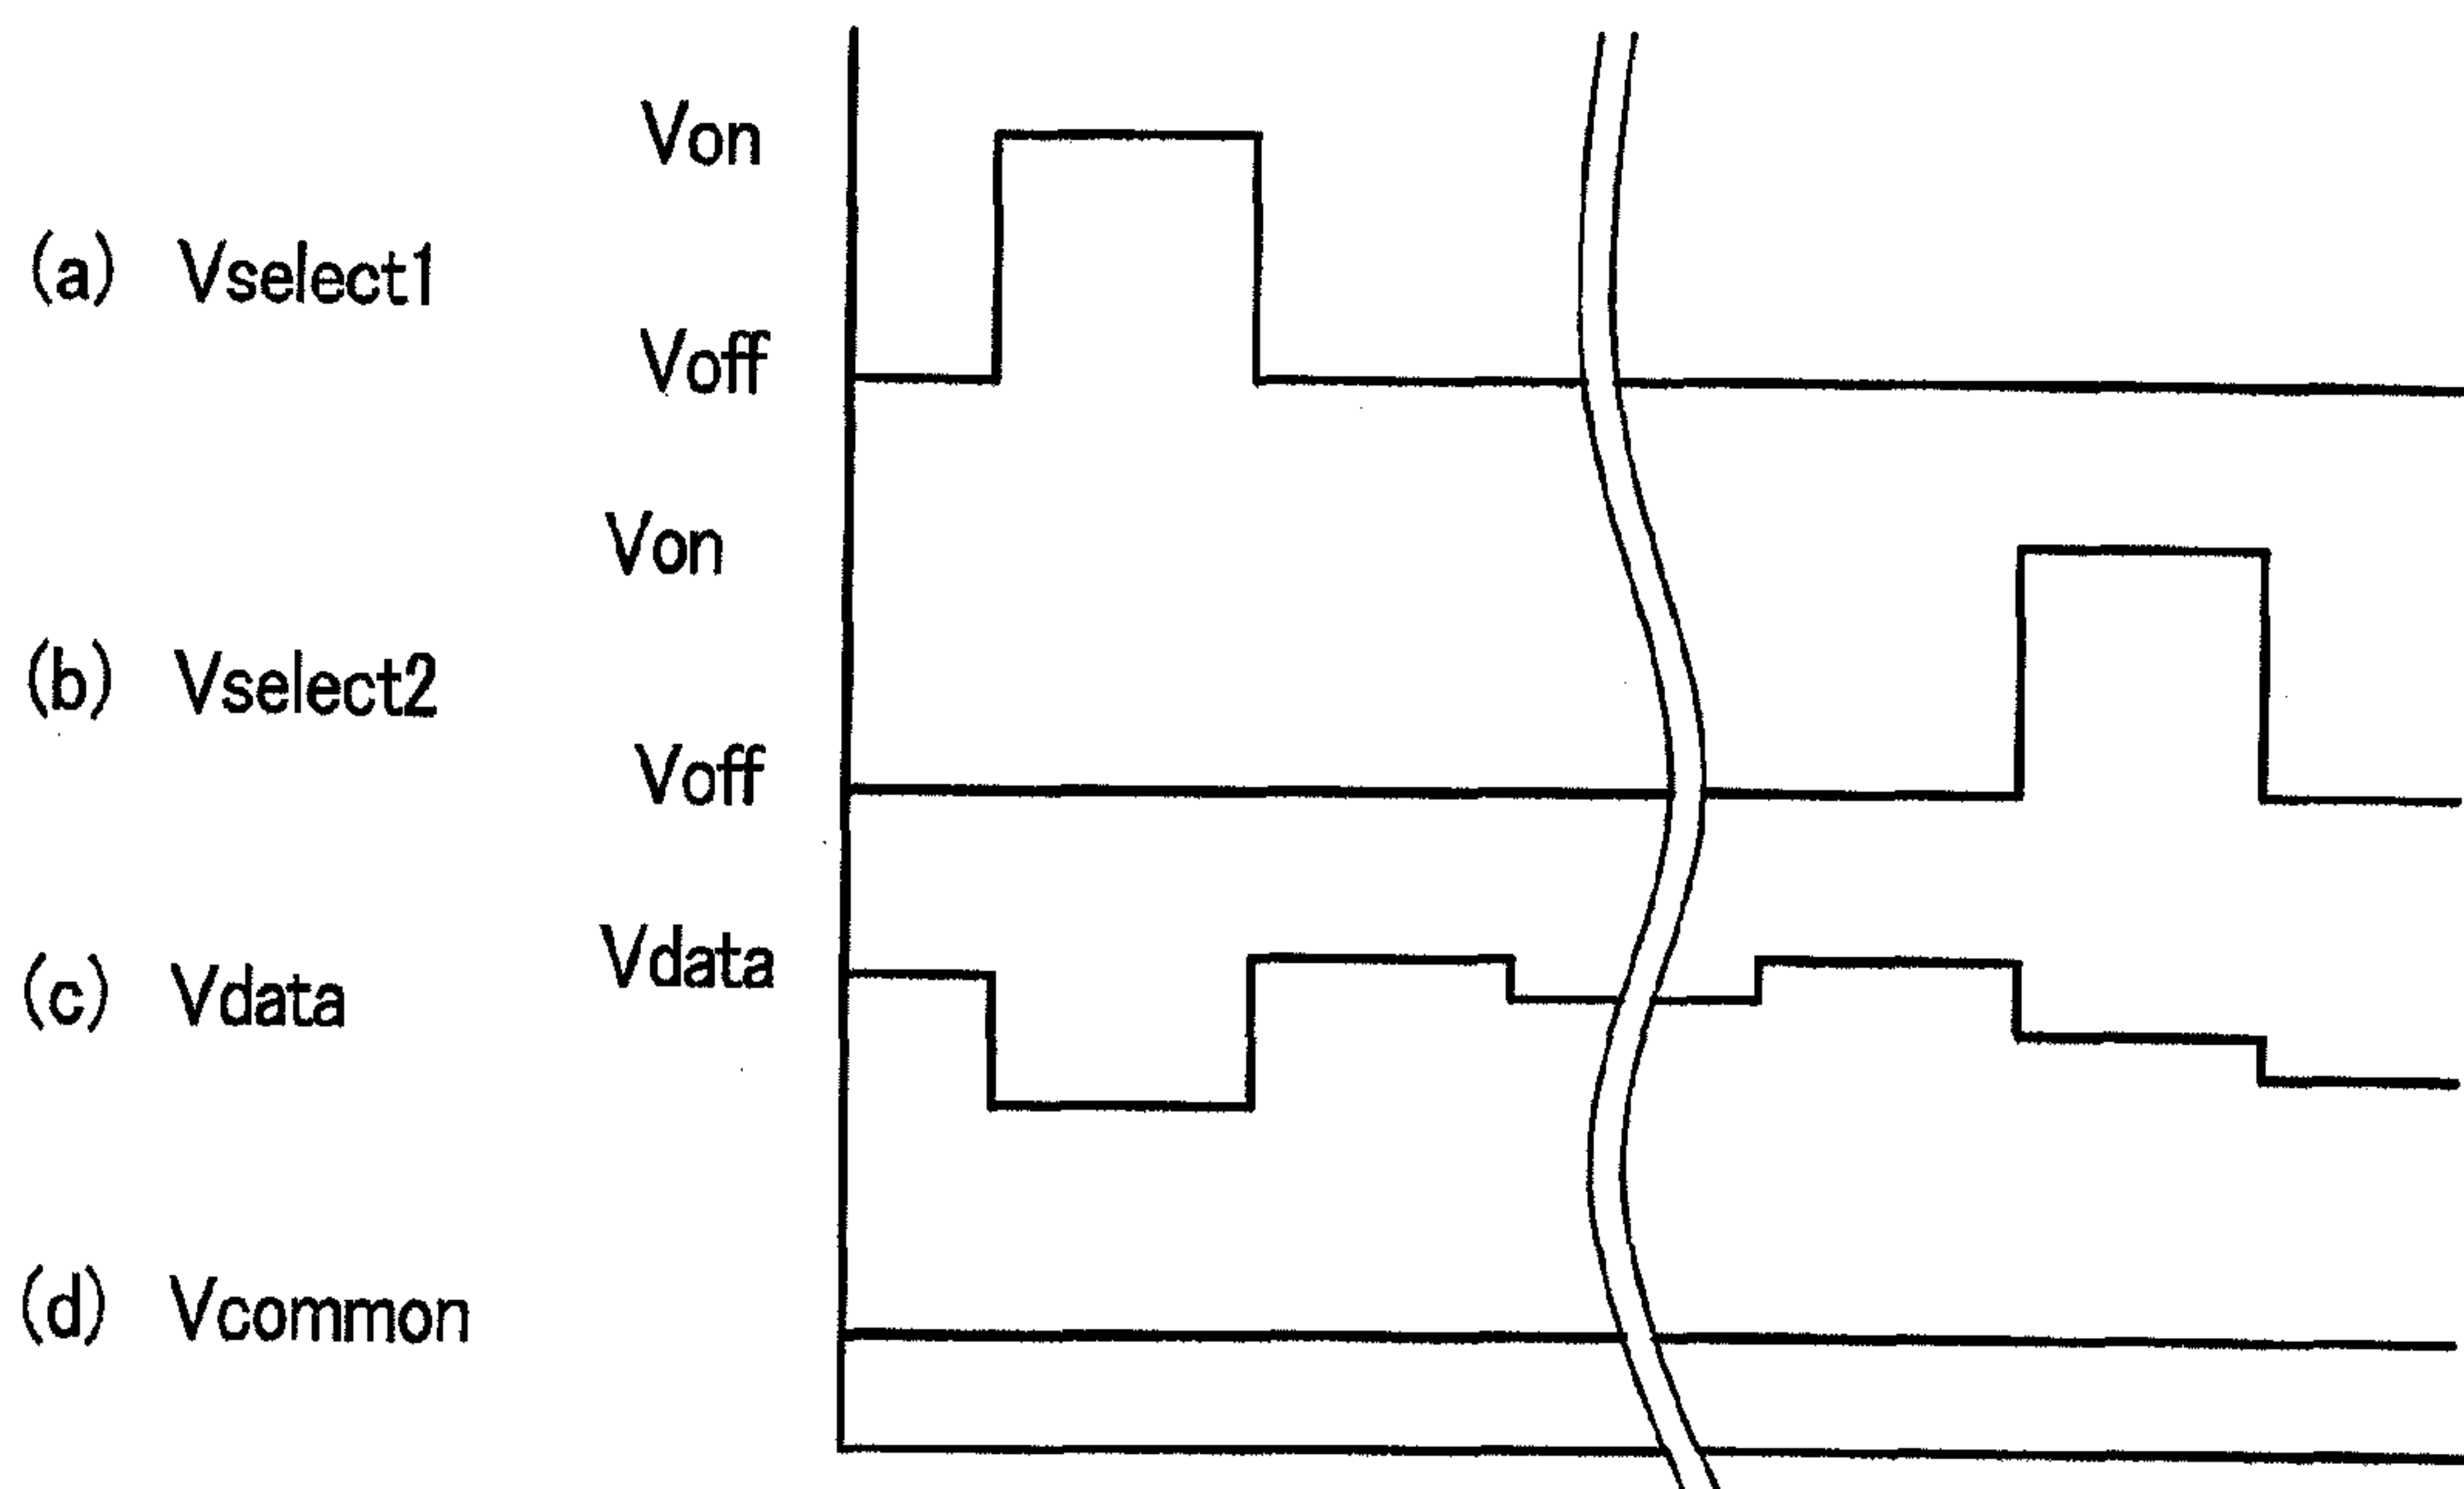 Von
(a) Vselect1
Voff
Von
(b) Vselect2
Voff
(c) Vdata Vdata
(d) Vcommon